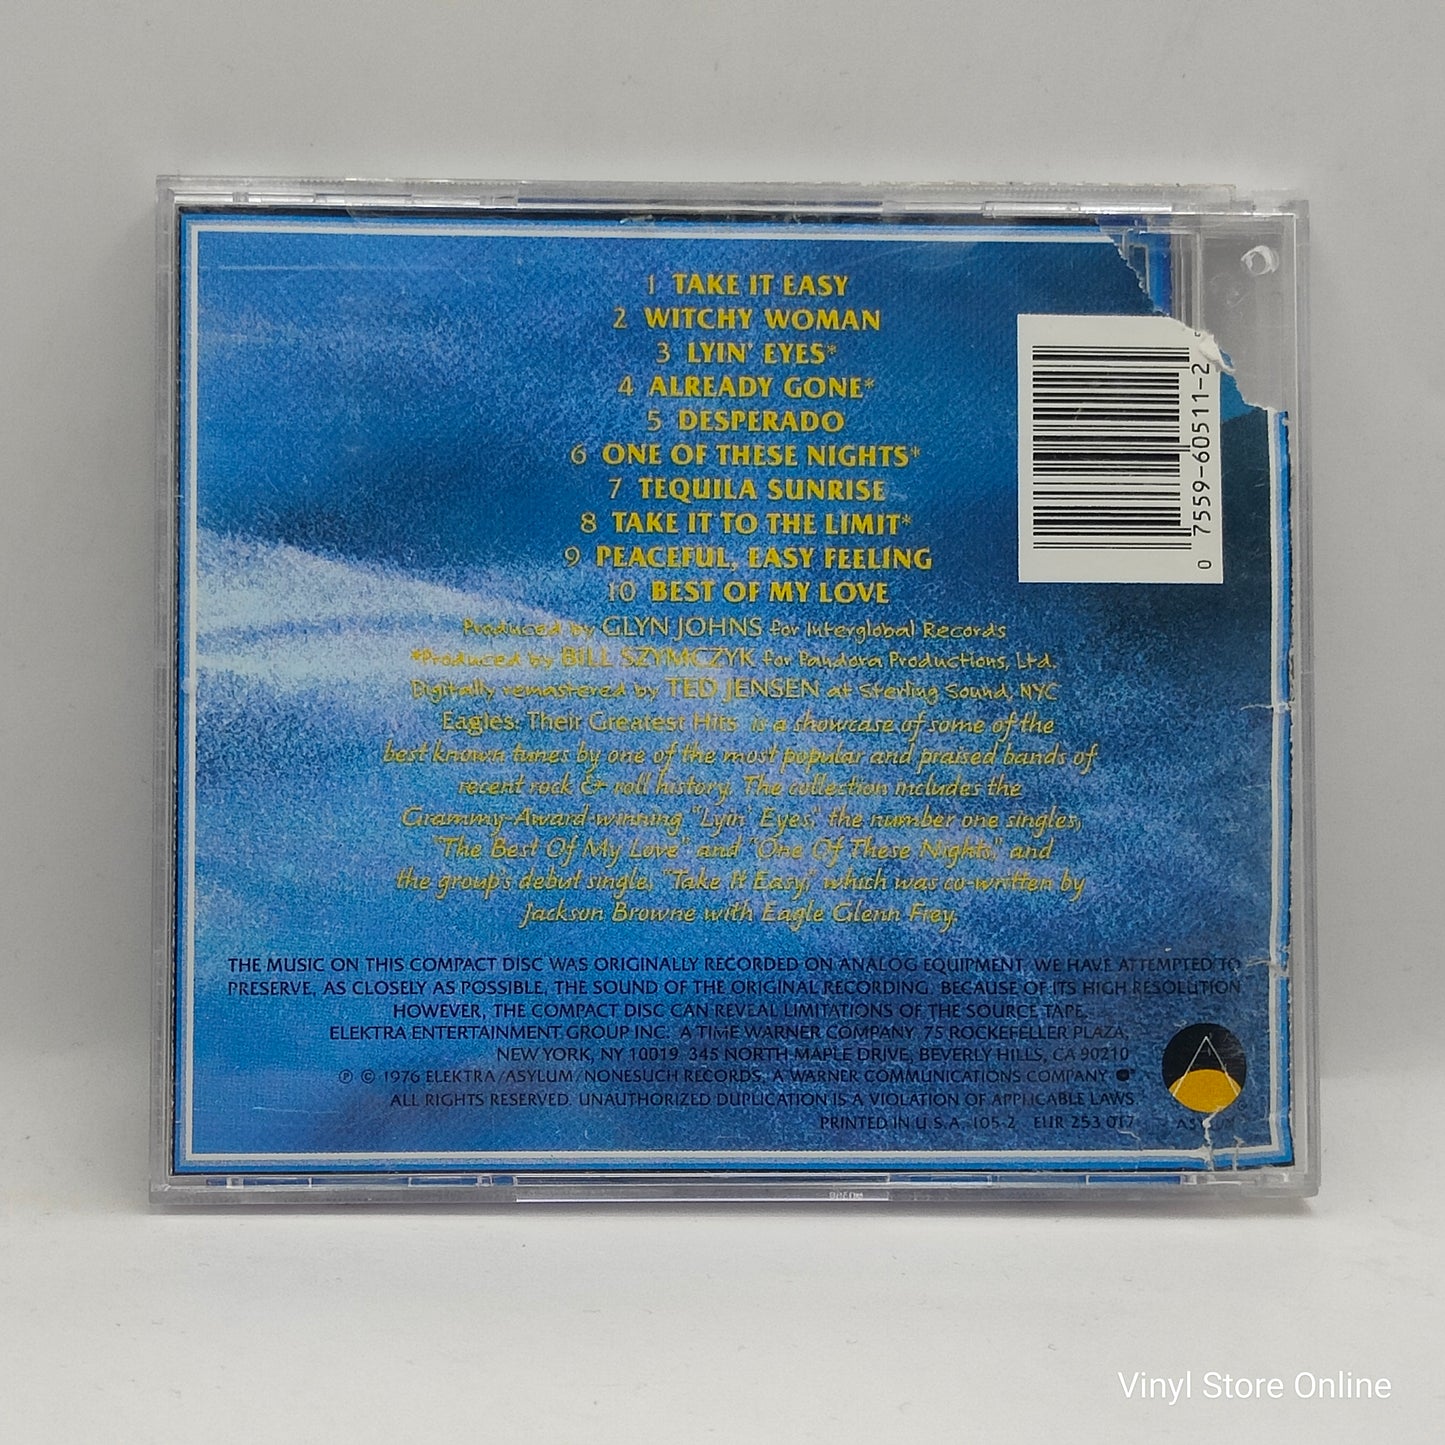 1 TAKE IT EASY
2 WITCHY WOMAN
3 LYIN' EYES*
4 ALREADY GONE*
5 DESPERADO
6 ONE OF THESE NIGHTS*
7 TEQUILA SUNRISE
8 TAKE IT TO THE LIMIT*
9 PEACEFUL, EASY FEELING
10 BEST OF MY LOVE
Produced by GLYN JOHNS for Interglobal Records
*Produced by BILL SZYMCZYK for Pandora Productions, Ltd.
Digitally remastered by TED JENSEN at Sterling Sound, NYC
Eagles: Their Greatest Hits is a showcase of some of the
best known tunes by one of the most popular and praised bands of
recent rock & roll history. The collection includes the
Grammy-Award-winning "Lyin' Eyes," the number one singles,
"The Best Of My Love" and "One Of These Nights," and
the group's debut single, "Take It Easy," which was co-written by
Jackson Browne with Eagle Glenn Frey.
THE MUSIC ON THIS COMPACT DISC WAS ORIGINALLY RECORDED ON ANALOG EQUIPMENT. WE HAVE ATTEMPTED TO
PRESERVE, AS CLOSELY AS POSSIBLE, THE SOUND OF THE ORIGINAL RECORDING. BECAUSE OF ITS HIGH RESOLUTION
HOWEVER, THE COMPACT DISC CAN REVEAL LIMITATIONS OF THE SOURCE TAPE.
ELEKTRA ENTERTAINMENT GROUP INC. A TIME WARNER COMPANY. 75 ROCKEFELLER PLAZA,
NEW YORK, NY 10019. 345 NORTH MAPLE DRIVE, BEVERLY HILLS, CA 90210
℗ © 1976 ELEKTRA/ASYLUM/NONESUCH RECORDS, A WARNER COMMUNICATIONS COMPANY
ALL RIGHTS RESERVED. UNAUTHORIZED DUPLICATION IS A VIOLATION OF APPLICABLE LAWS.
PRINTED IN U.S.A. 105-2 EUR 253 017
ASYLUM
0 7559-60511-2
Vinyl Store Online